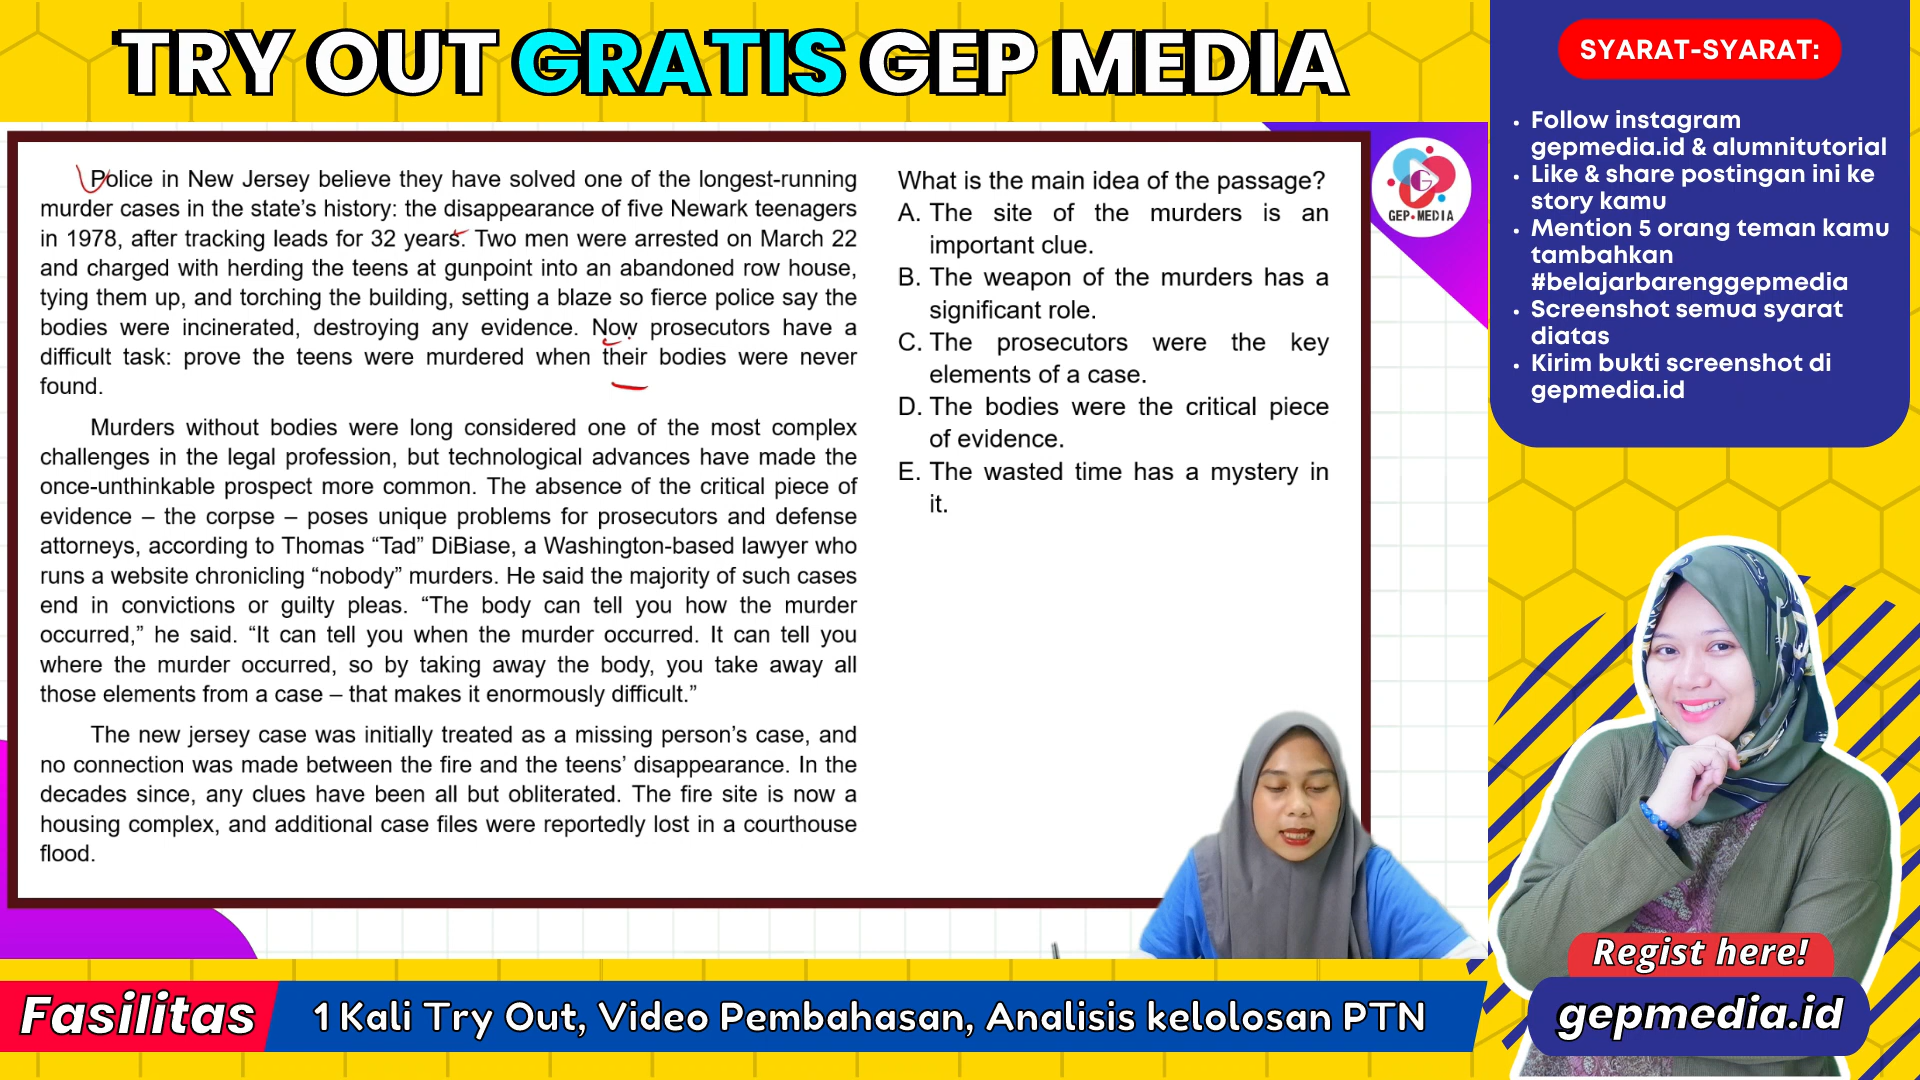 TRY OUT GRATIS GEP MEDIA
Police in New Jersey believe they have solved one of the longest-running
murder cases in the state's history: the disappearance of five Newark teenagers
in 1978, after tracking leads for 32 years. Two men were arrested on March 22
and charged with herding the teens at gunpoint into an abandoned row house,
tying them up, and torching the building, setting a blaze so fierce police say the
bodies were incinerated, destroying any evidence. Now prosecutors have a
difficult task: prove the teens were murdered when their bodies were never
found.
Murders without bodies were long considered one of the most complex
challenges in the legal profession, but technological advances have made the
once-unthinkable prospect more common. The absence of the critical piece of
evidence – the corpse – poses unique problems for prosecutors and defense
attorneys, according to Thomas “Tad” DiBiase, a Washington-based lawyer who
runs a website chronicling “nobody” murders. He said the majority of such cases
end in convictions or guilty pleas. “The body can tell you how the murder
occurred,” he said. “It can tell you when the murder occurred. It can tell you
where the murder occurred, so by taking away the body, you take away all
those elements from a case – that makes it enormously difficult.”
The new jersey case was initially treated as a missing person's case, and
no connection was made between the fire and the teens’ disappearance. In the
decades since, any clues have been all but obliterated. The fire site is now a
housing complex, and additional case files were reportedly lost in a courthouse
flood.
What is the main idea of the passage?
A. The site of the murders is an
important clue.
B. The weapon of the murders has a
significant role.
C. The prosecutors were the key
elements of a case.
D. The bodies were the critical piece
of evidence.
E. The wasted time has a mystery in
it.
G
GEP•MEDIA
SYARAT-SYARAT:
• Follow instagram
gepmedia.id & alumnitutorial
• Like & share postingan ini ke
story kamu
• Mention 5 orang teman kamu
tambahkan
#belajarbarenggepmedia
• Screenshot semua syarat
diatas
• Kirim bukti screenshot di
gepmedia.id
Regist here!
gepmedia.id
Fasilitas
1 Kali Try Out, Video Pembahasan, Analisis kelolosan PTN